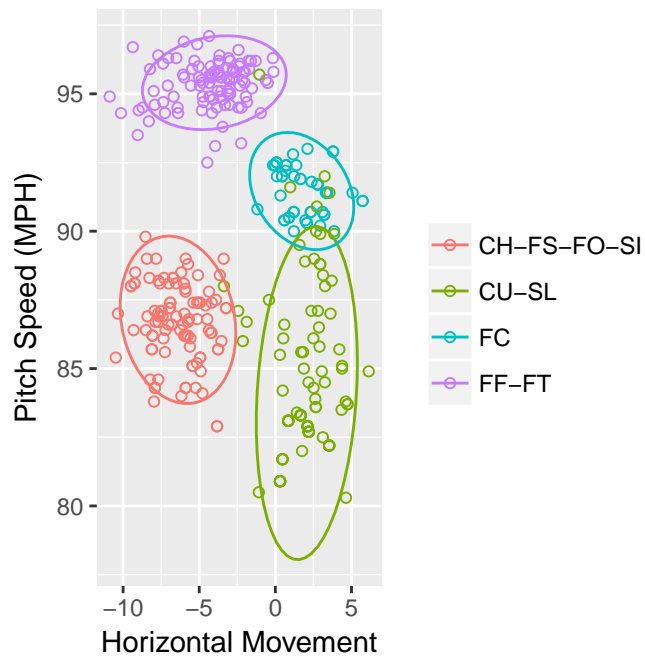 95
90
85
80
−10
−5
0
5
Pitch Speed (MPH)
Horizontal Movement
CH−FS−FO−SI
CU−SL
FC
FF−FT